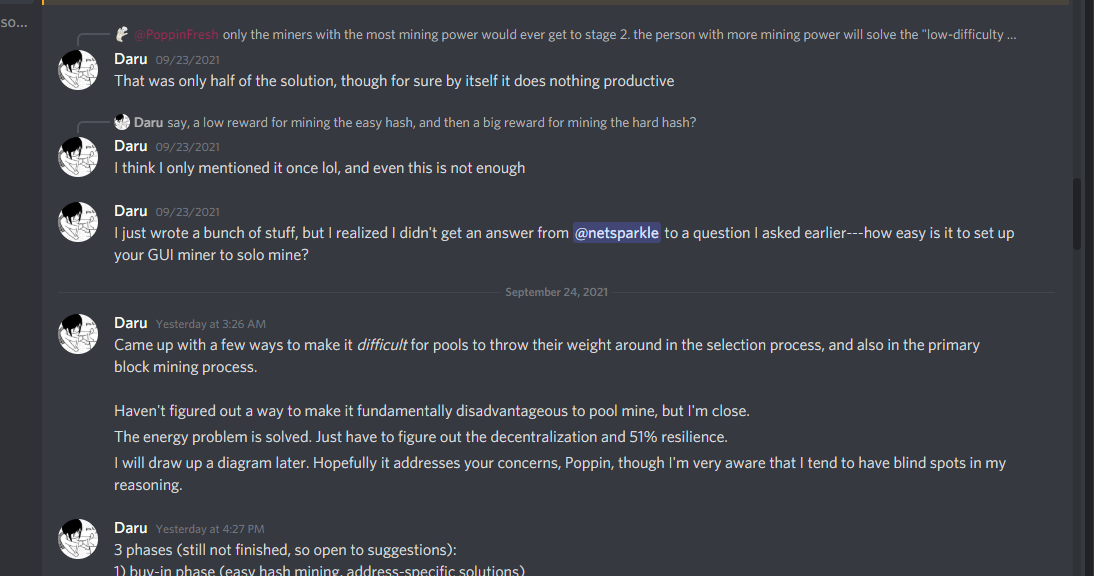 so...
@PoppinFresh only the miners with the most mining power would ever get to stage 2. the person with more mining power will solve the "low-difficulty ...
Daru 09/23/2021
That was only half of the solution, though for sure by itself it does nothing productive
Daru say, a low reward for mining the easy hash, and then a big reward for mining the hard hash?
Daru 09/23/2021
I think I only mentioned it once lol, and even this is not enough
Daru 09/23/2021
I just wrote a bunch of stuff, but I realized I didn't get an answer from @netsparkle to a question I asked earlier---how easy is it to set up
your GUI miner to solo mine?
September 24, 2021
Daru Yesterday at 3:26 AM
Came up with a few ways to make it difficult for pools to throw their weight around in the selection process, and also in the primary
block mining process.
Haven't figured out a way to make it fundamentally disadvantageous to pool mine, but I'm close.
The energy problem is solved. Just have to figure out the decentralization and 51% resilience.
I will draw up a diagram later. Hopefully it addresses your concerns, Poppin, though I'm very aware that I tend to have blind spots in my
reasoning.
Daru Yesterday at 4:27 PM
3 phases (still not finished, so open to suggestions):
1) buy-in phase (easy hash mining, address-specific solutions)